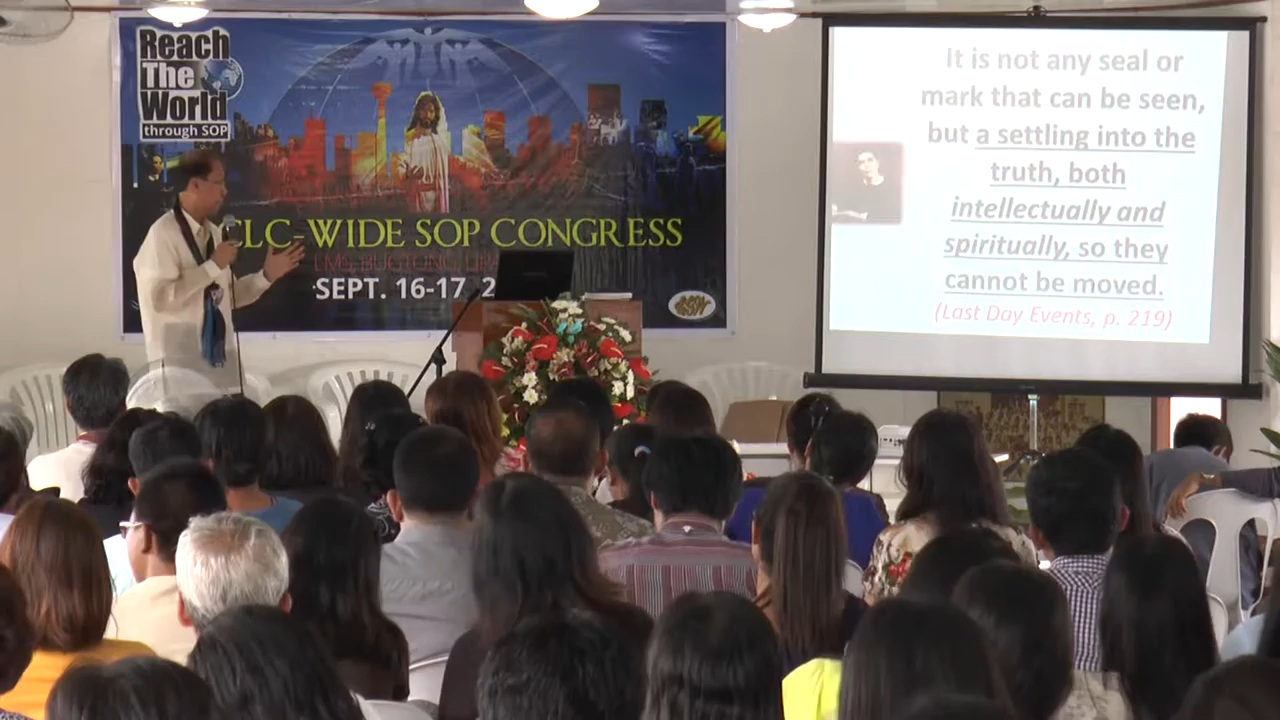 Reach
The
World
through SOP
CLC-WIDE SOP CONGRESS
SEPT. 16-17, 2
It is not any seal or
mark that can be seen,
but a settling into the
truth, both
intellectually and
spiritually, so they
cannot be moved.
(Last Day Events, p. 219)